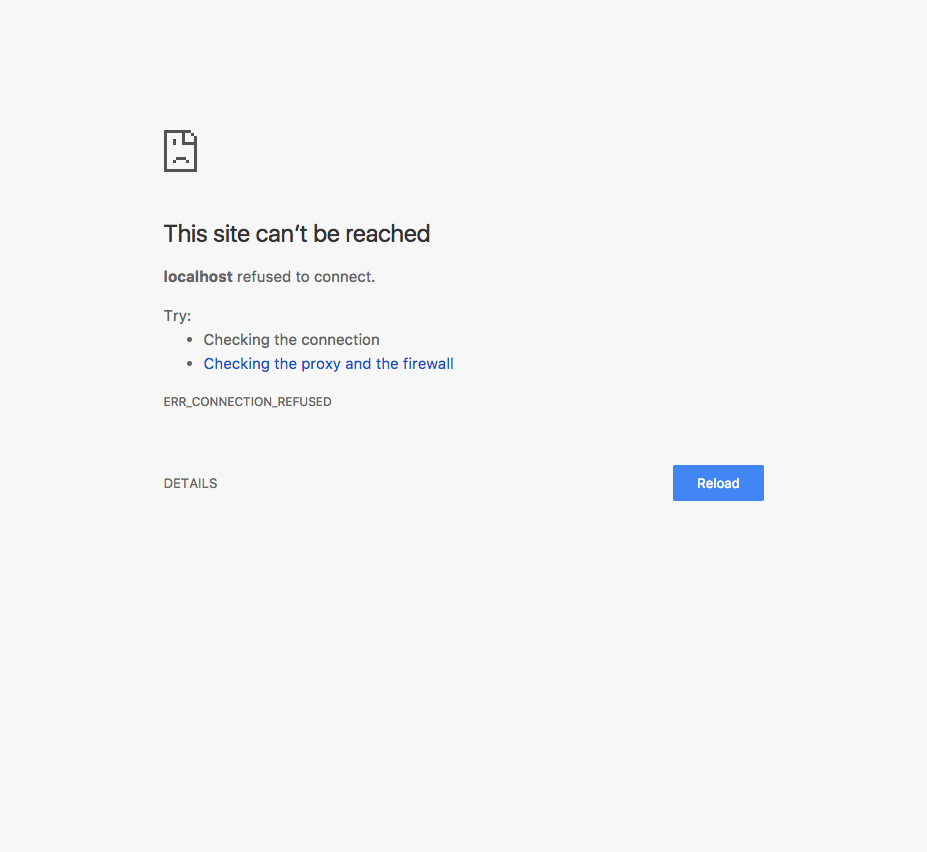 This site can’t be reached
localhost refused to connect.
Try:
• Checking the connection
• Checking the proxy and the firewall
ERR_CONNECTION_REFUSED
DETAILS
Reload